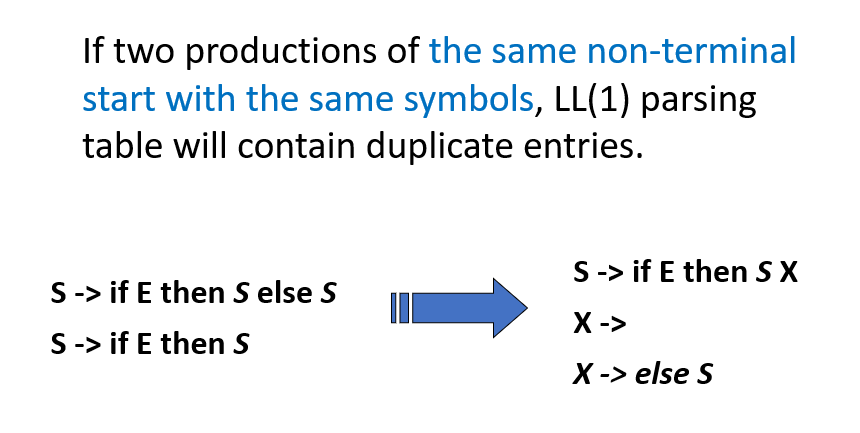 If two productions of the same non-terminal
start with the same symbols, LL(1) parsing
table will contain duplicate entries.
S -> if E then S else S
S -> if E then S
S -> if E then S X
X ->
X -> else S